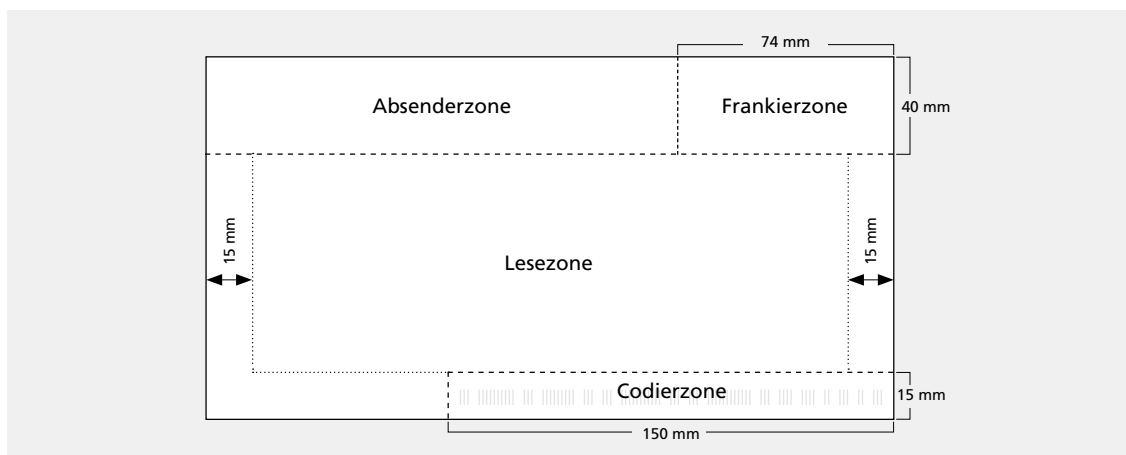 74 mm
Absenderzone
Frankierzone
40 mm
15 mm
15 mm
Lesezone
Codierzone
15 mm
150 mm